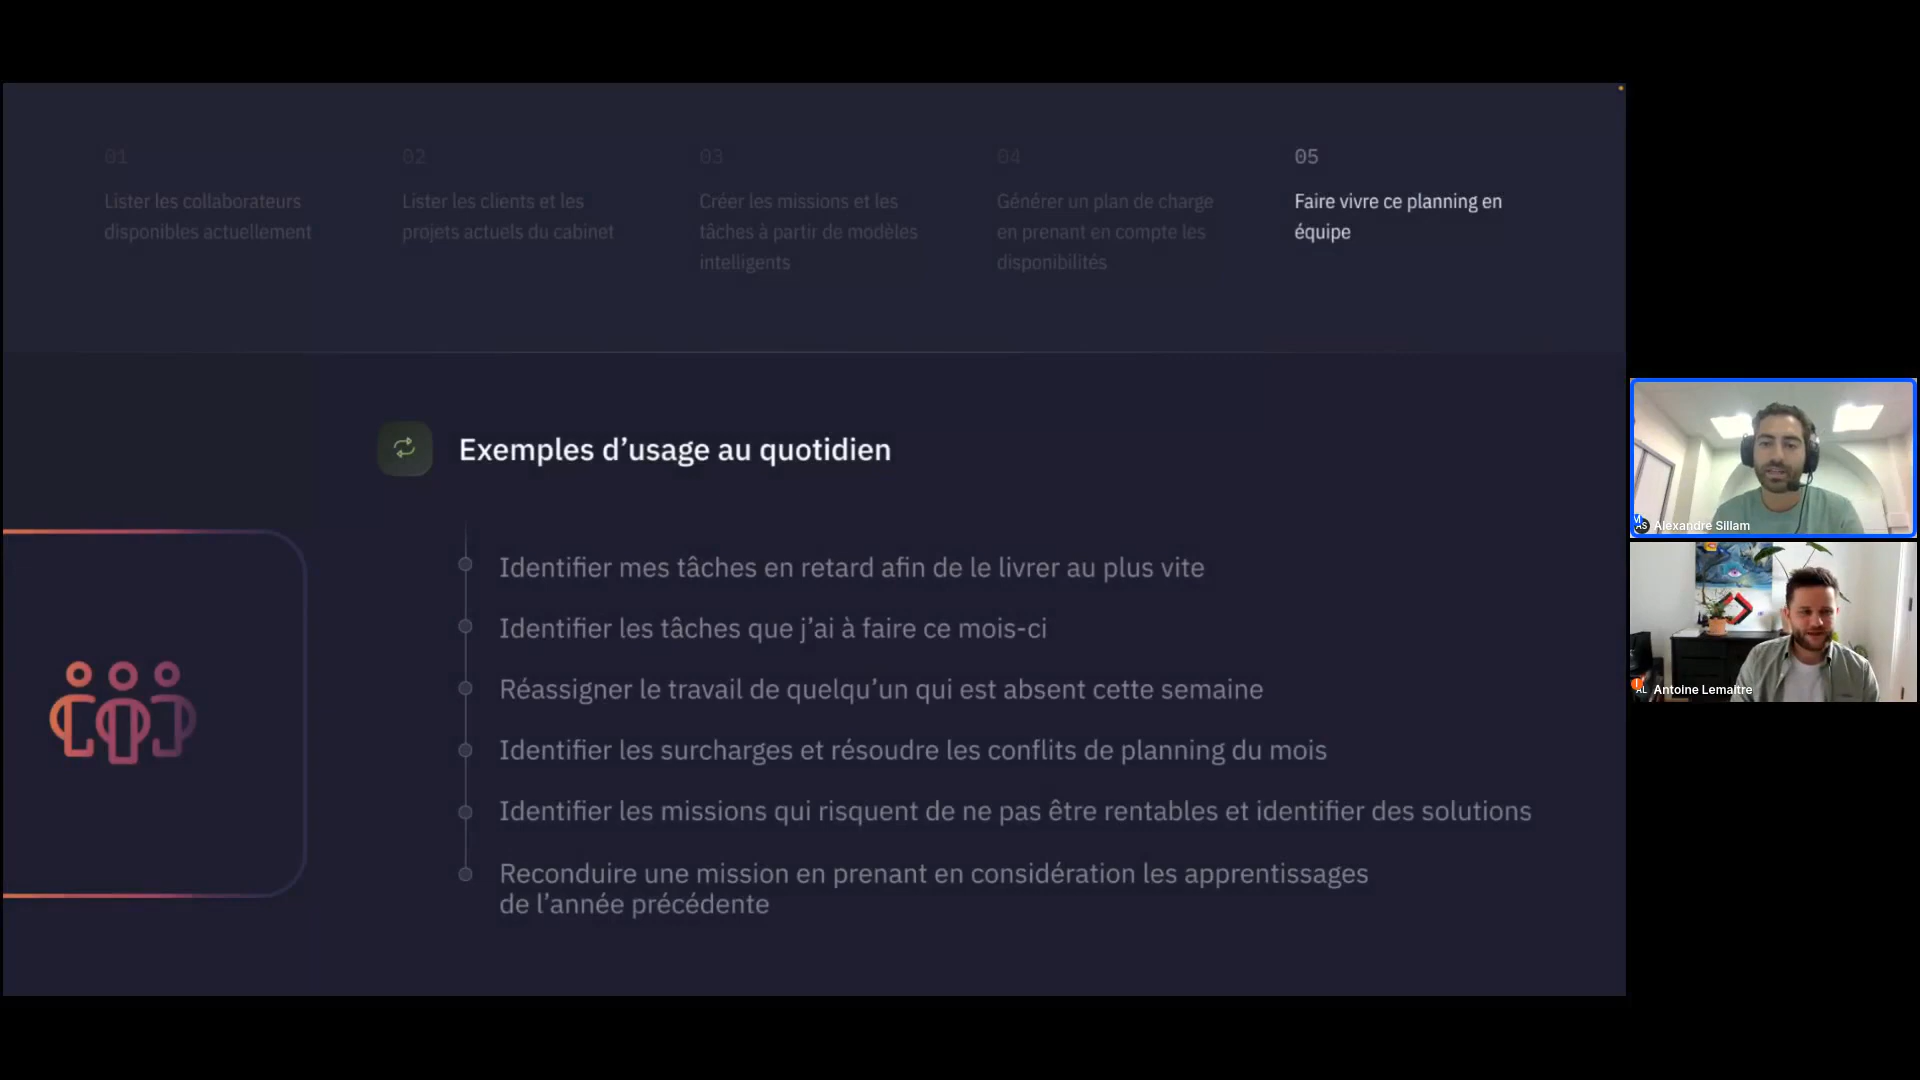 01
Lister les collaborateurs
disponibles actuellement
02
Lister les clients et les
projets actuels du cabinet
03
Créer les missions et les
tâches à partir de modèles
intelligents
04
Générer un plan de charge
en prenant en compte les
disponibilités
05
Faire vivre ce planning en
équipe
Exemples d’usage au quotidien
Identifier mes tâches en retard afin de le livrer au plus vite
Identifier les tâches que j’ai à faire ce mois-ci
Réassigner le travail de quelqu’un qui est absent cette semaine
Identifier les surcharges et résoudre les conflits de planning du mois
Identifier les missions qui risquent de ne pas être rentables et identifier des solutions
Reconduire une mission en prenant en considération les apprentissages
de l’année précédente
AS Alexandre Sillam
AL Antoine Lemaitre